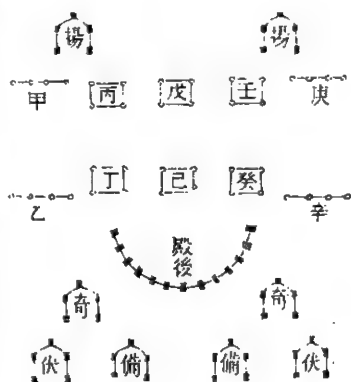 揚 揚
甲 丙 戊 壬 庚
乙 丁 己 癸 辛
殿後
奇 奇
伏 備 備 伏